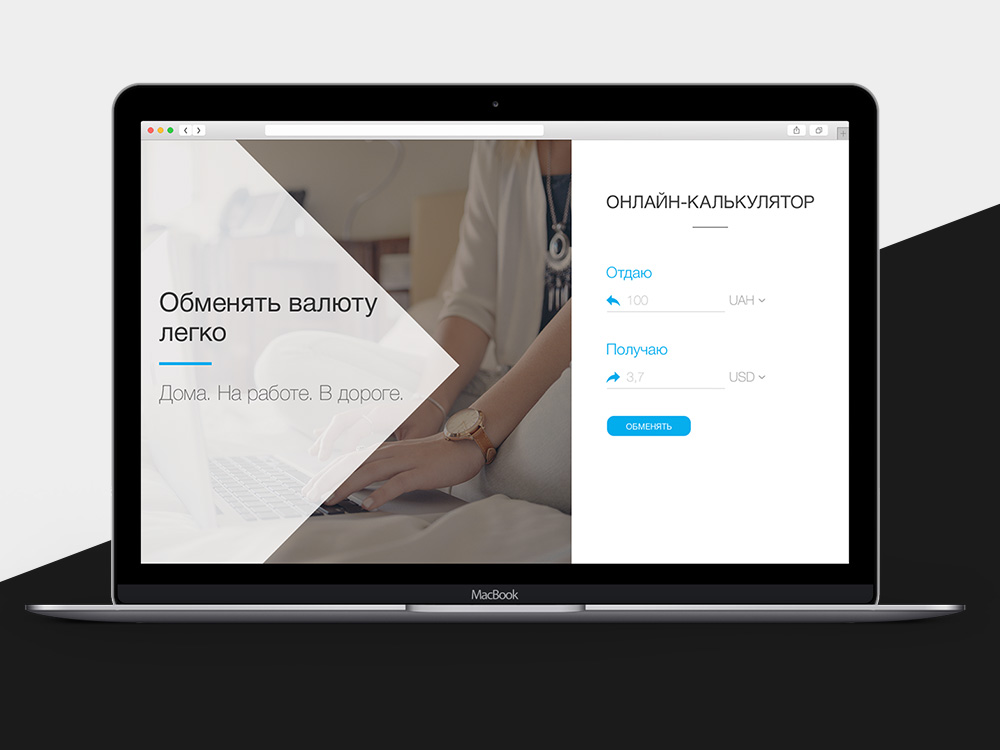 Обменять валюту
легко
Дома. На работе. В дороге.
ОНЛАЙН-КАЛЬКУЛЯТОР
Отдаю
100 UAH
Получаю
3,7 USD
ОБМЕНЯТЬ
MacBook